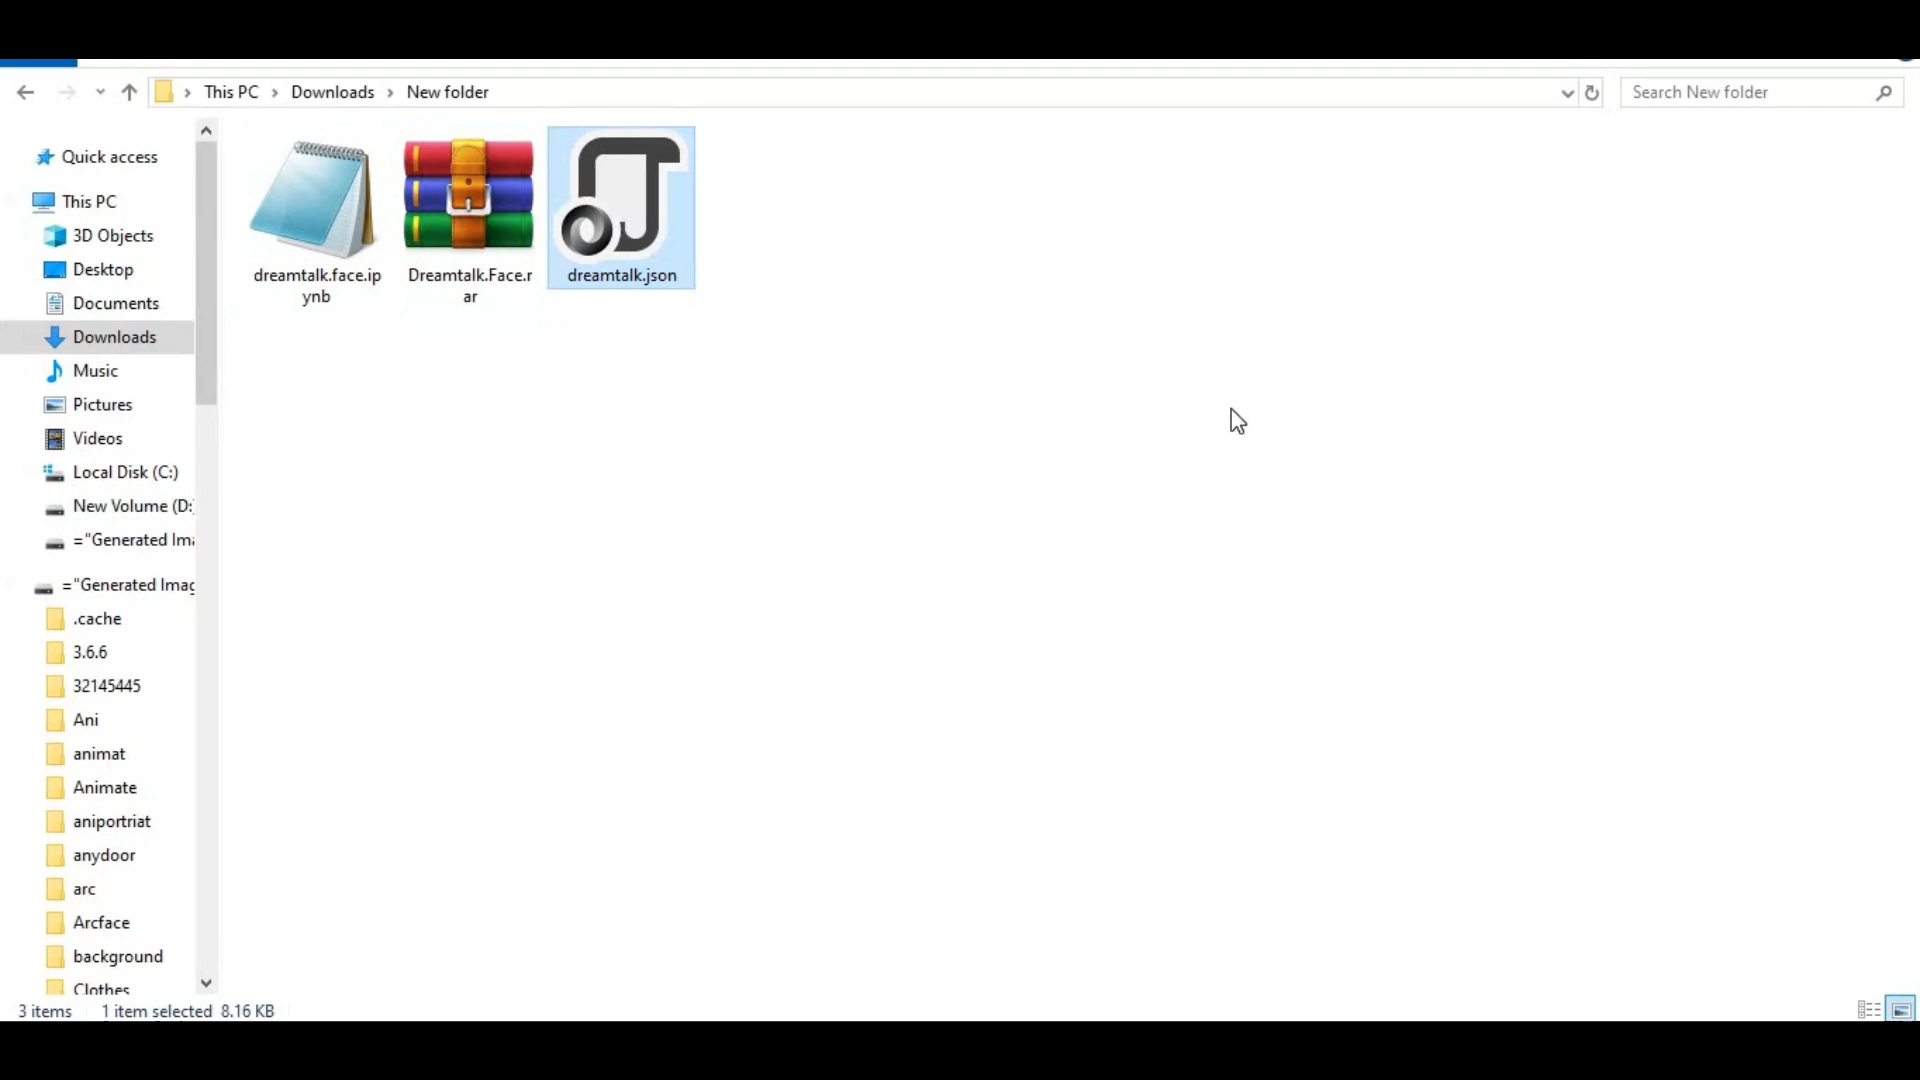 This PC > Downloads > New folder
Search New folder
Quick access
This PC
3D Objects
Desktop
Documents
Downloads
Music
Pictures
Videos
Local Disk (C:)
New Volume (D:
="Generated Ima
="Generated Imag
.cache
3.6.6
32145445
Ani
animat
Animate
aniportriat
anydoor
arc
Arcface
background
Clothes
dreamtalk.face.ip
ynb
Dreamtalk.Face.r
ar
dreamtalk.json
3 items 1 item selected 8.16 KB